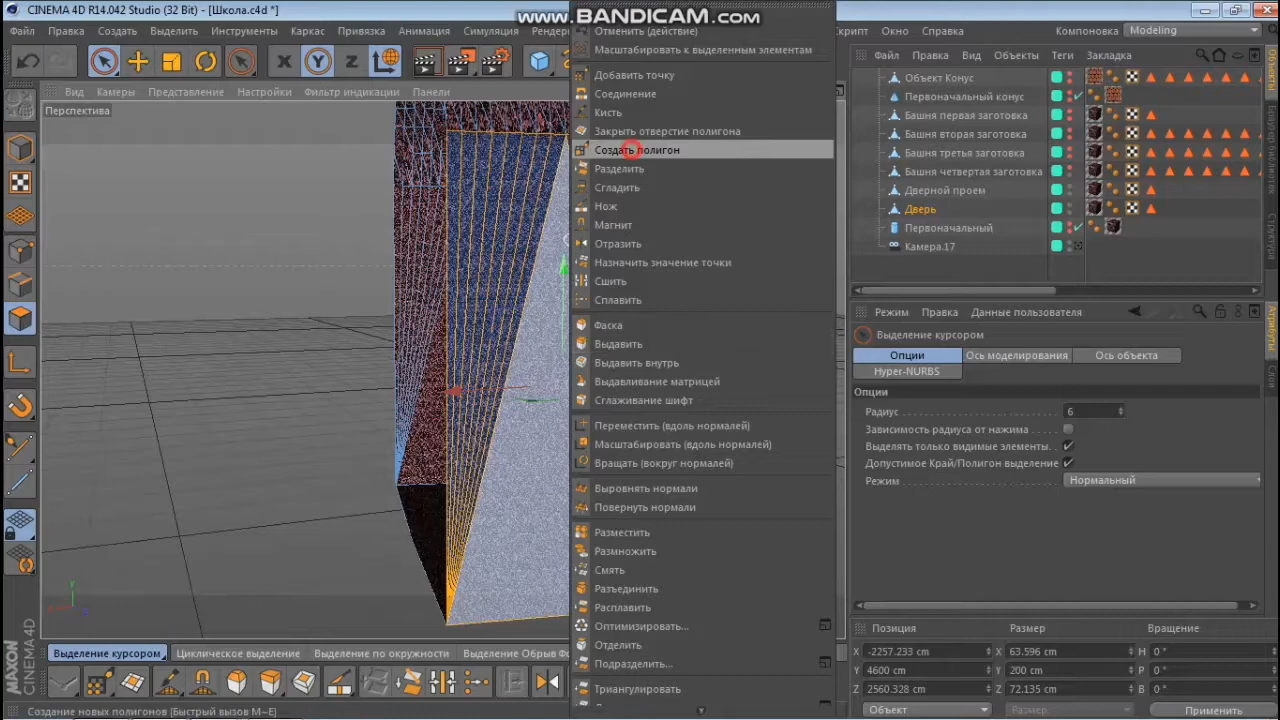 CINEMA 4D R14.042 Studio (32 Bit) - [Школа.c4d *]
www.BANDICAM.com
Файл Правка Создать Выделить Инструменты Каркас Привязка Анимация Симуляция Рендер
Скрипт Окно Справка Компоновка Modeling
X Y Z
Файл Правка Вид Объекты Теги Закладка
Вид Камеры Представление Настройки Фильтр индикации Панели
Перспектива
Отменить (действие)
Масштабировать к выделенным элементам
Добавить точку
Соединение
Кисть
Закрыть отверстие полигона
Создать полигон
Разделить
Сгладить
Нож
Магнит
Отразить
Назначить значение точки
Сшить
Сплавить
Фаска
Выдавить
Выдавить внутрь
Выдавливание матрицей
Сглаживание шифт
Переместить (вдоль нормалей)
Масштабировать (вдоль нормалей)
Вращать (вокруг нормалей)
Выровнять нормали
Повернуть нормали
Разместить
Размножить
Смять
Разъединить
Расплавить
Оптимизировать...
Отделить
Подразделить...
Триангулировать
Объект Конус
Первоначальный конус
Башня первая заготовка
Башня вторая заготовка
Башня третья заготовка
Башня четвертая заготовка
Дверной проем
Дверь
Первоначальный
Камера.17
Объекты
Браузер библиотек
Структура
Режим Правка Данные пользователя
Выделение курсором
Опции Ось моделирования Ось объекта
Hyper-NURBS
Опции
Радиус 6
Зависимость радиуса от нажима
Выделять только видимые элементы.
Допустимое Край/Полигон выделение
Режим Нормальный
Атрибуты
Слои
Позиция Размер Вращение
X -2257.233 cm X 63.596 cm H 0 °
Y 4600 cm Y 200 cm P 0 °
Z 2560.328 cm Z 72.135 cm B 0 °
Объект Размер: Применить
Выделение курсором Циклическое выделение Выделение по окружности
MAXON
CINEMA 4D
Создание новых полигонов [Быстрый вызов M~E]